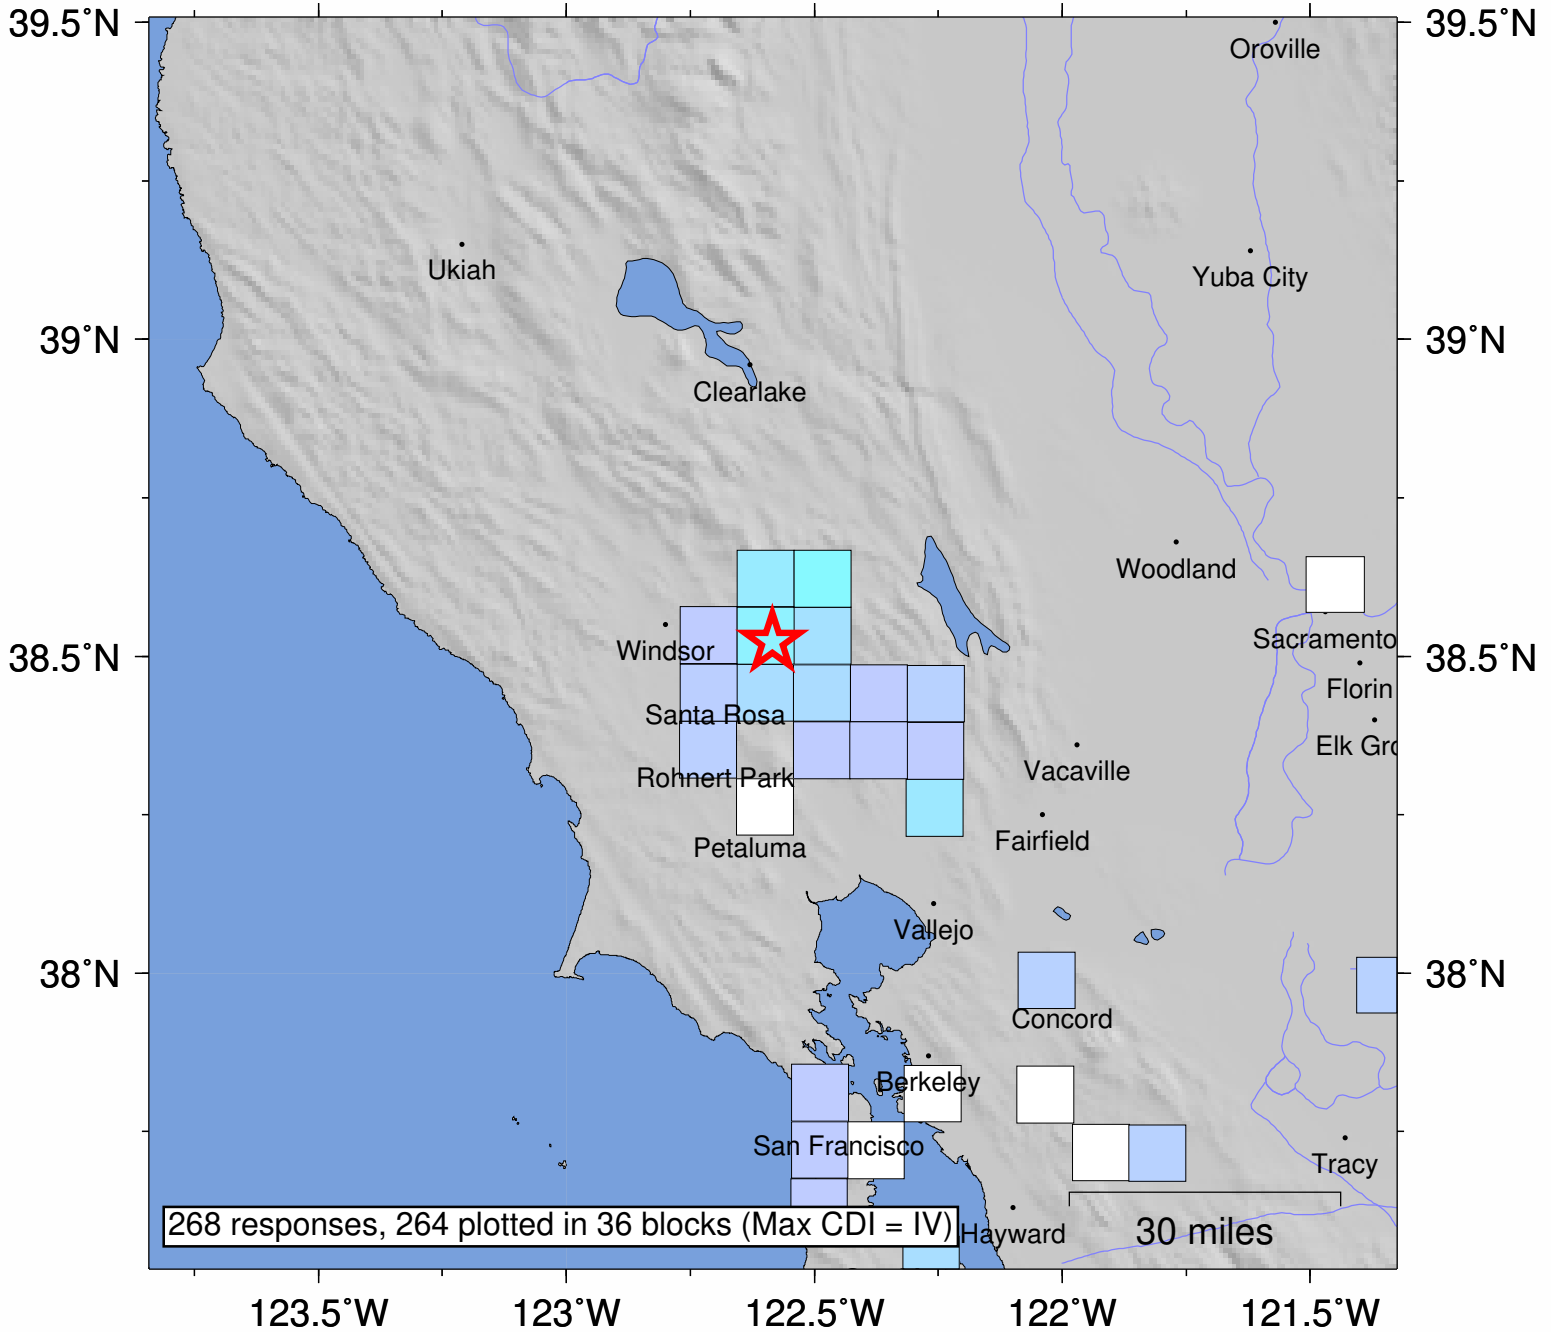 39.5˚N
39.5˚N
Oroville
Ukiah
Yuba City
39˚N
39˚N
Clearlake
Woodland
Sacramento
Windsor
38.5˚N
38.5˚N
Florin
Santa Rosa
Elk Gro
Vacaville
Rohnert Park
Fairfield
Petaluma
Vallejo
38˚N
38˚N
Concord
Berkeley
San Francisco
Tracy
268 responses, 264 plotted in 36 blocks (Max CDI = IV)
Hayward
30 miles
123.5˚W
123˚W
122.5˚W
122˚W
121.5˚W